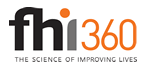 fhi360
THE SCIENCE OF IMPROVING LIVES